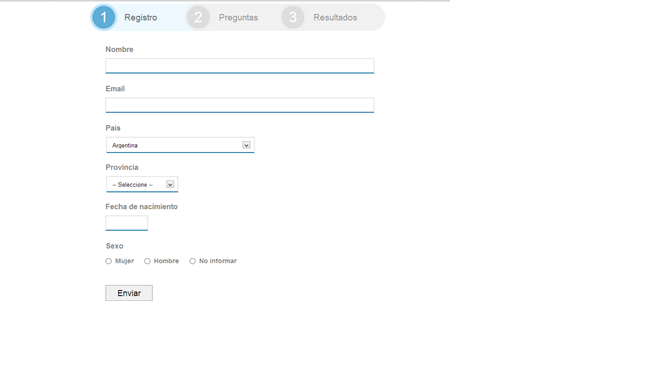 1 Registro 2 Preguntas 3 Resultados
Nombre
Email
Pais
Argentina
Provincia
-- Seleccione --
Fecha de nacimiento
Sexo
Mujer Hombre No informar
Enviar